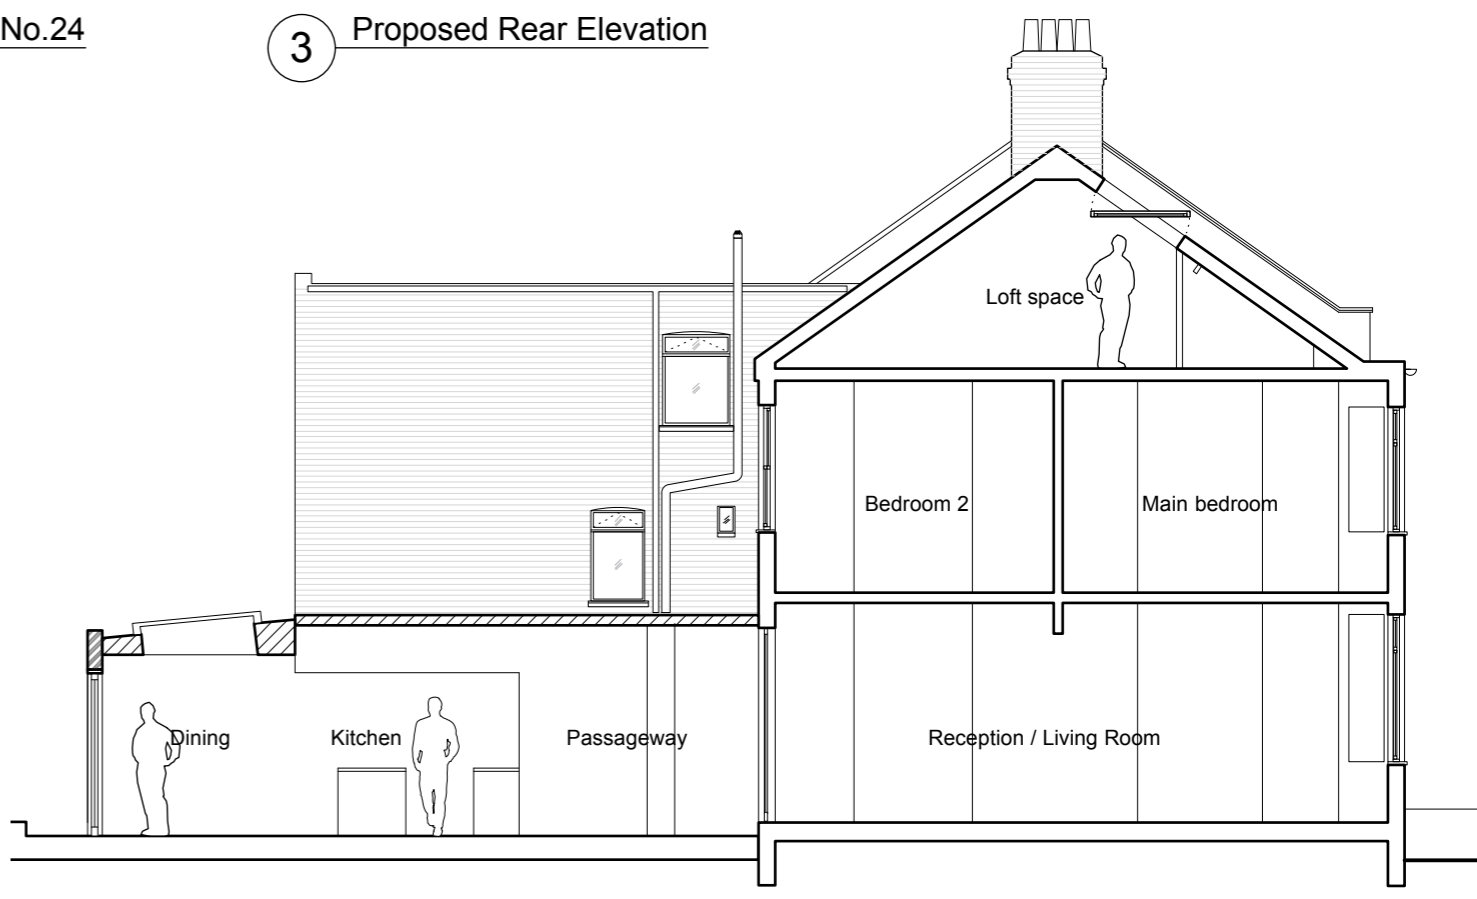 No.24
3
Proposed Rear Elevation
Loft space
Bedroom 2
Main bedroom
Dining
Kitchen
Passageway
Reception / Living Room